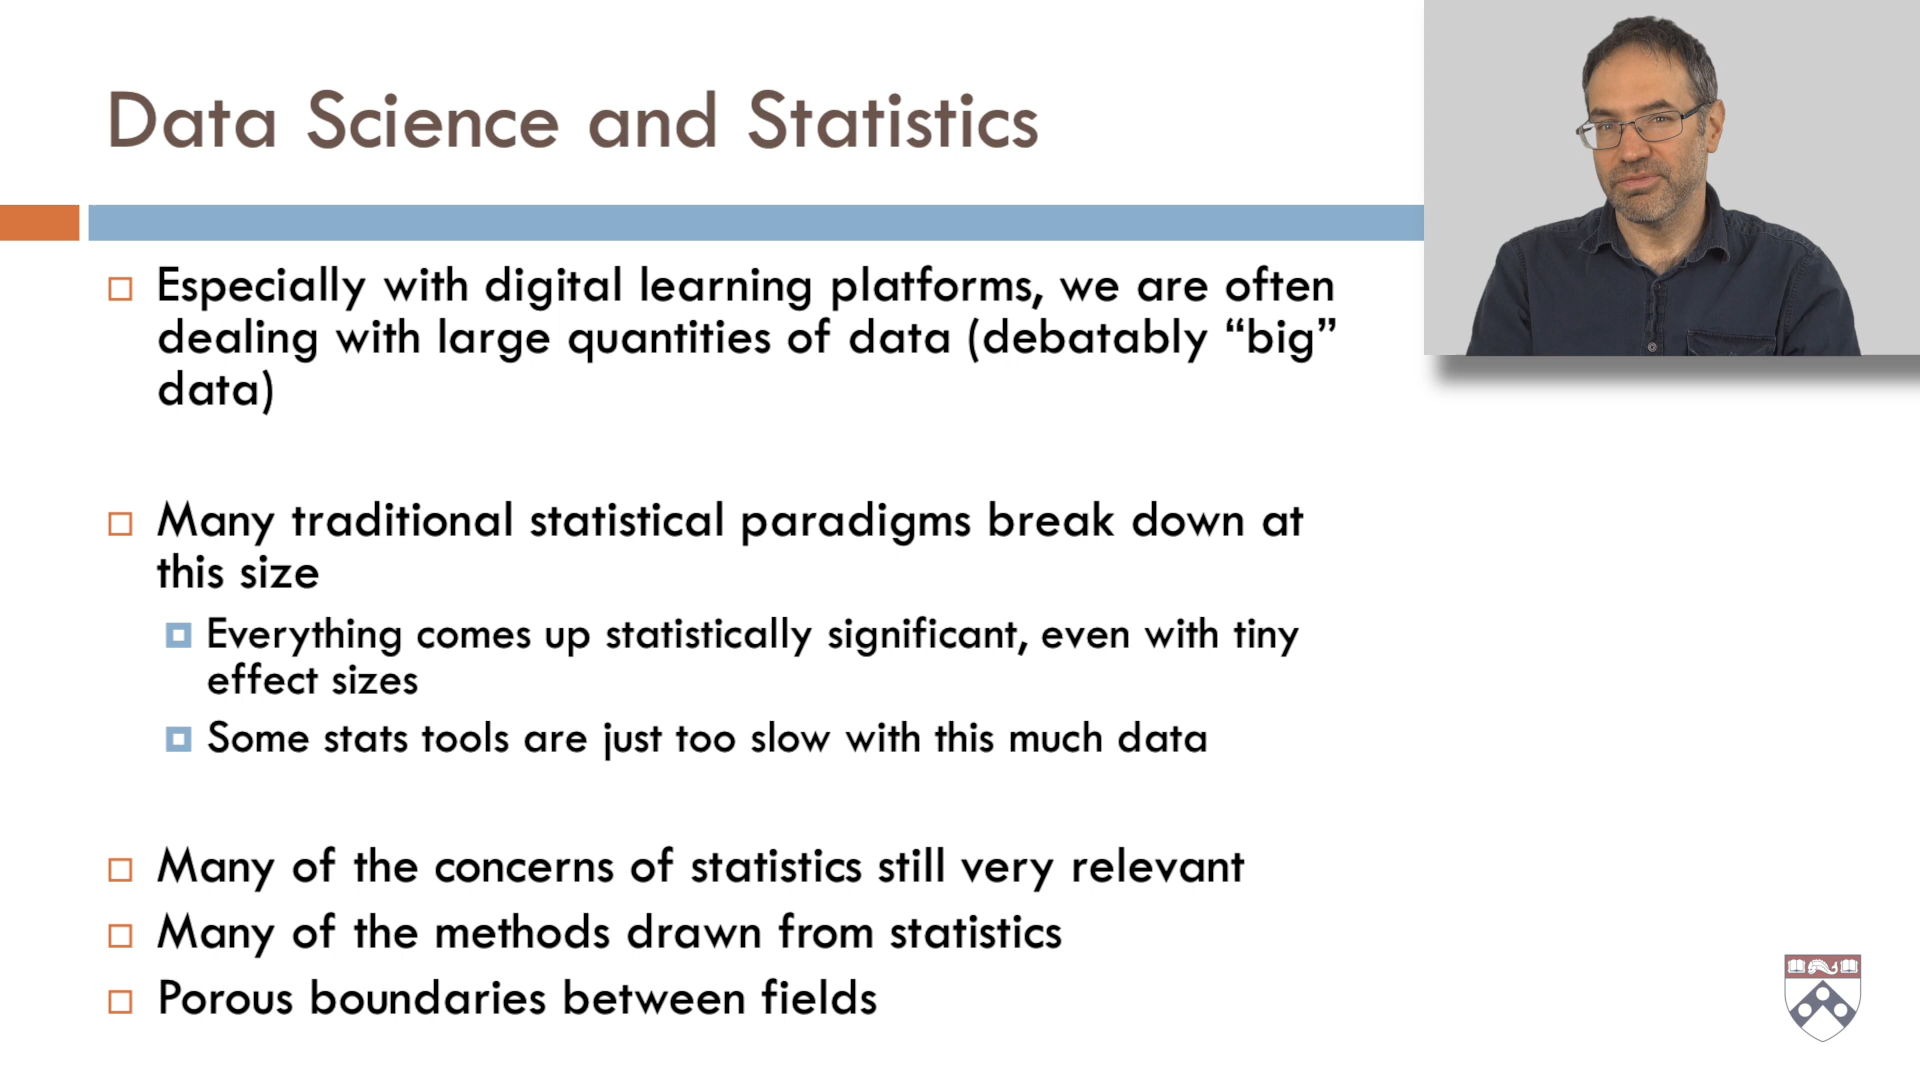 Data Science and Statistics
Especially with digital learning platforms, we are often
dealing with large quantities of data (debatably “big”
data)
Many traditional statistical paradigms break down at
this size
Everything comes up statistically significant, even with tiny
effect sizes
Some stats tools are just too slow with this much data
Many of the concerns of statistics still very relevant
Many of the methods drawn from statistics
Porous boundaries between fields